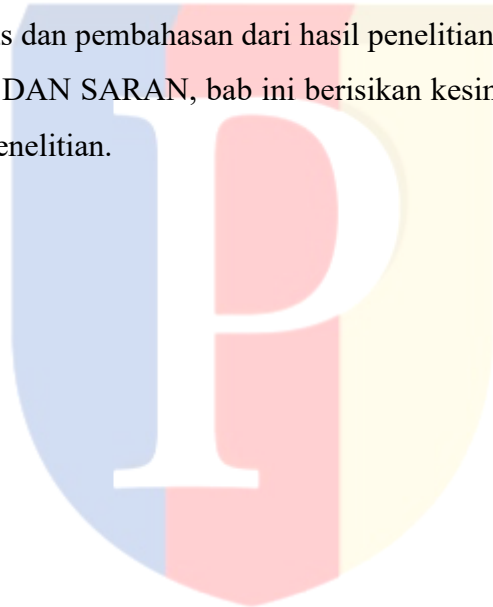 s dan pembahasan dari hasil penelitian
DAN SARAN, bab ini berisikan kesin
enelitian.
P